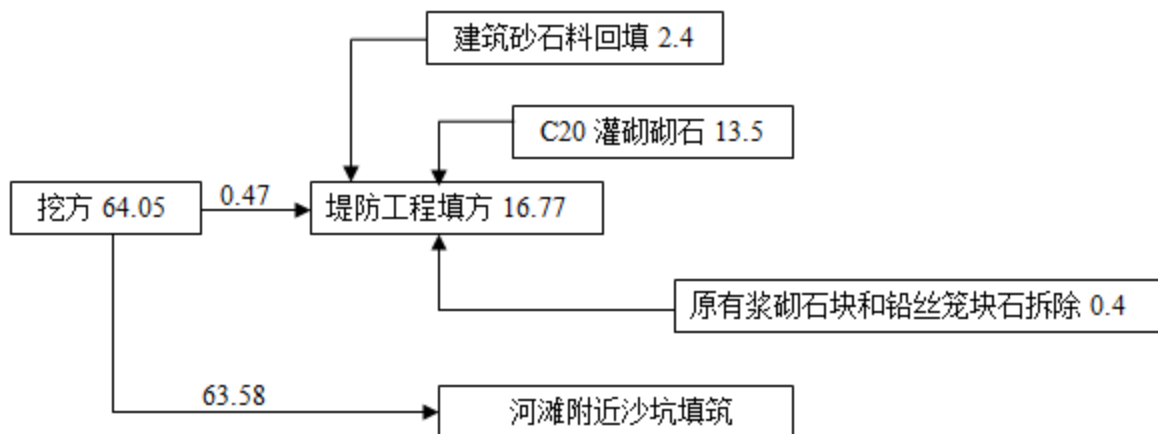 建筑砂石料回填 2.4
C20 灌砌砌石 13.5
挖方 64.05
0.47
堤防工程填方 16.77
原有浆砌石块和铅丝笼块石拆除 0.4
63.58
河滩附近沙坑填筑